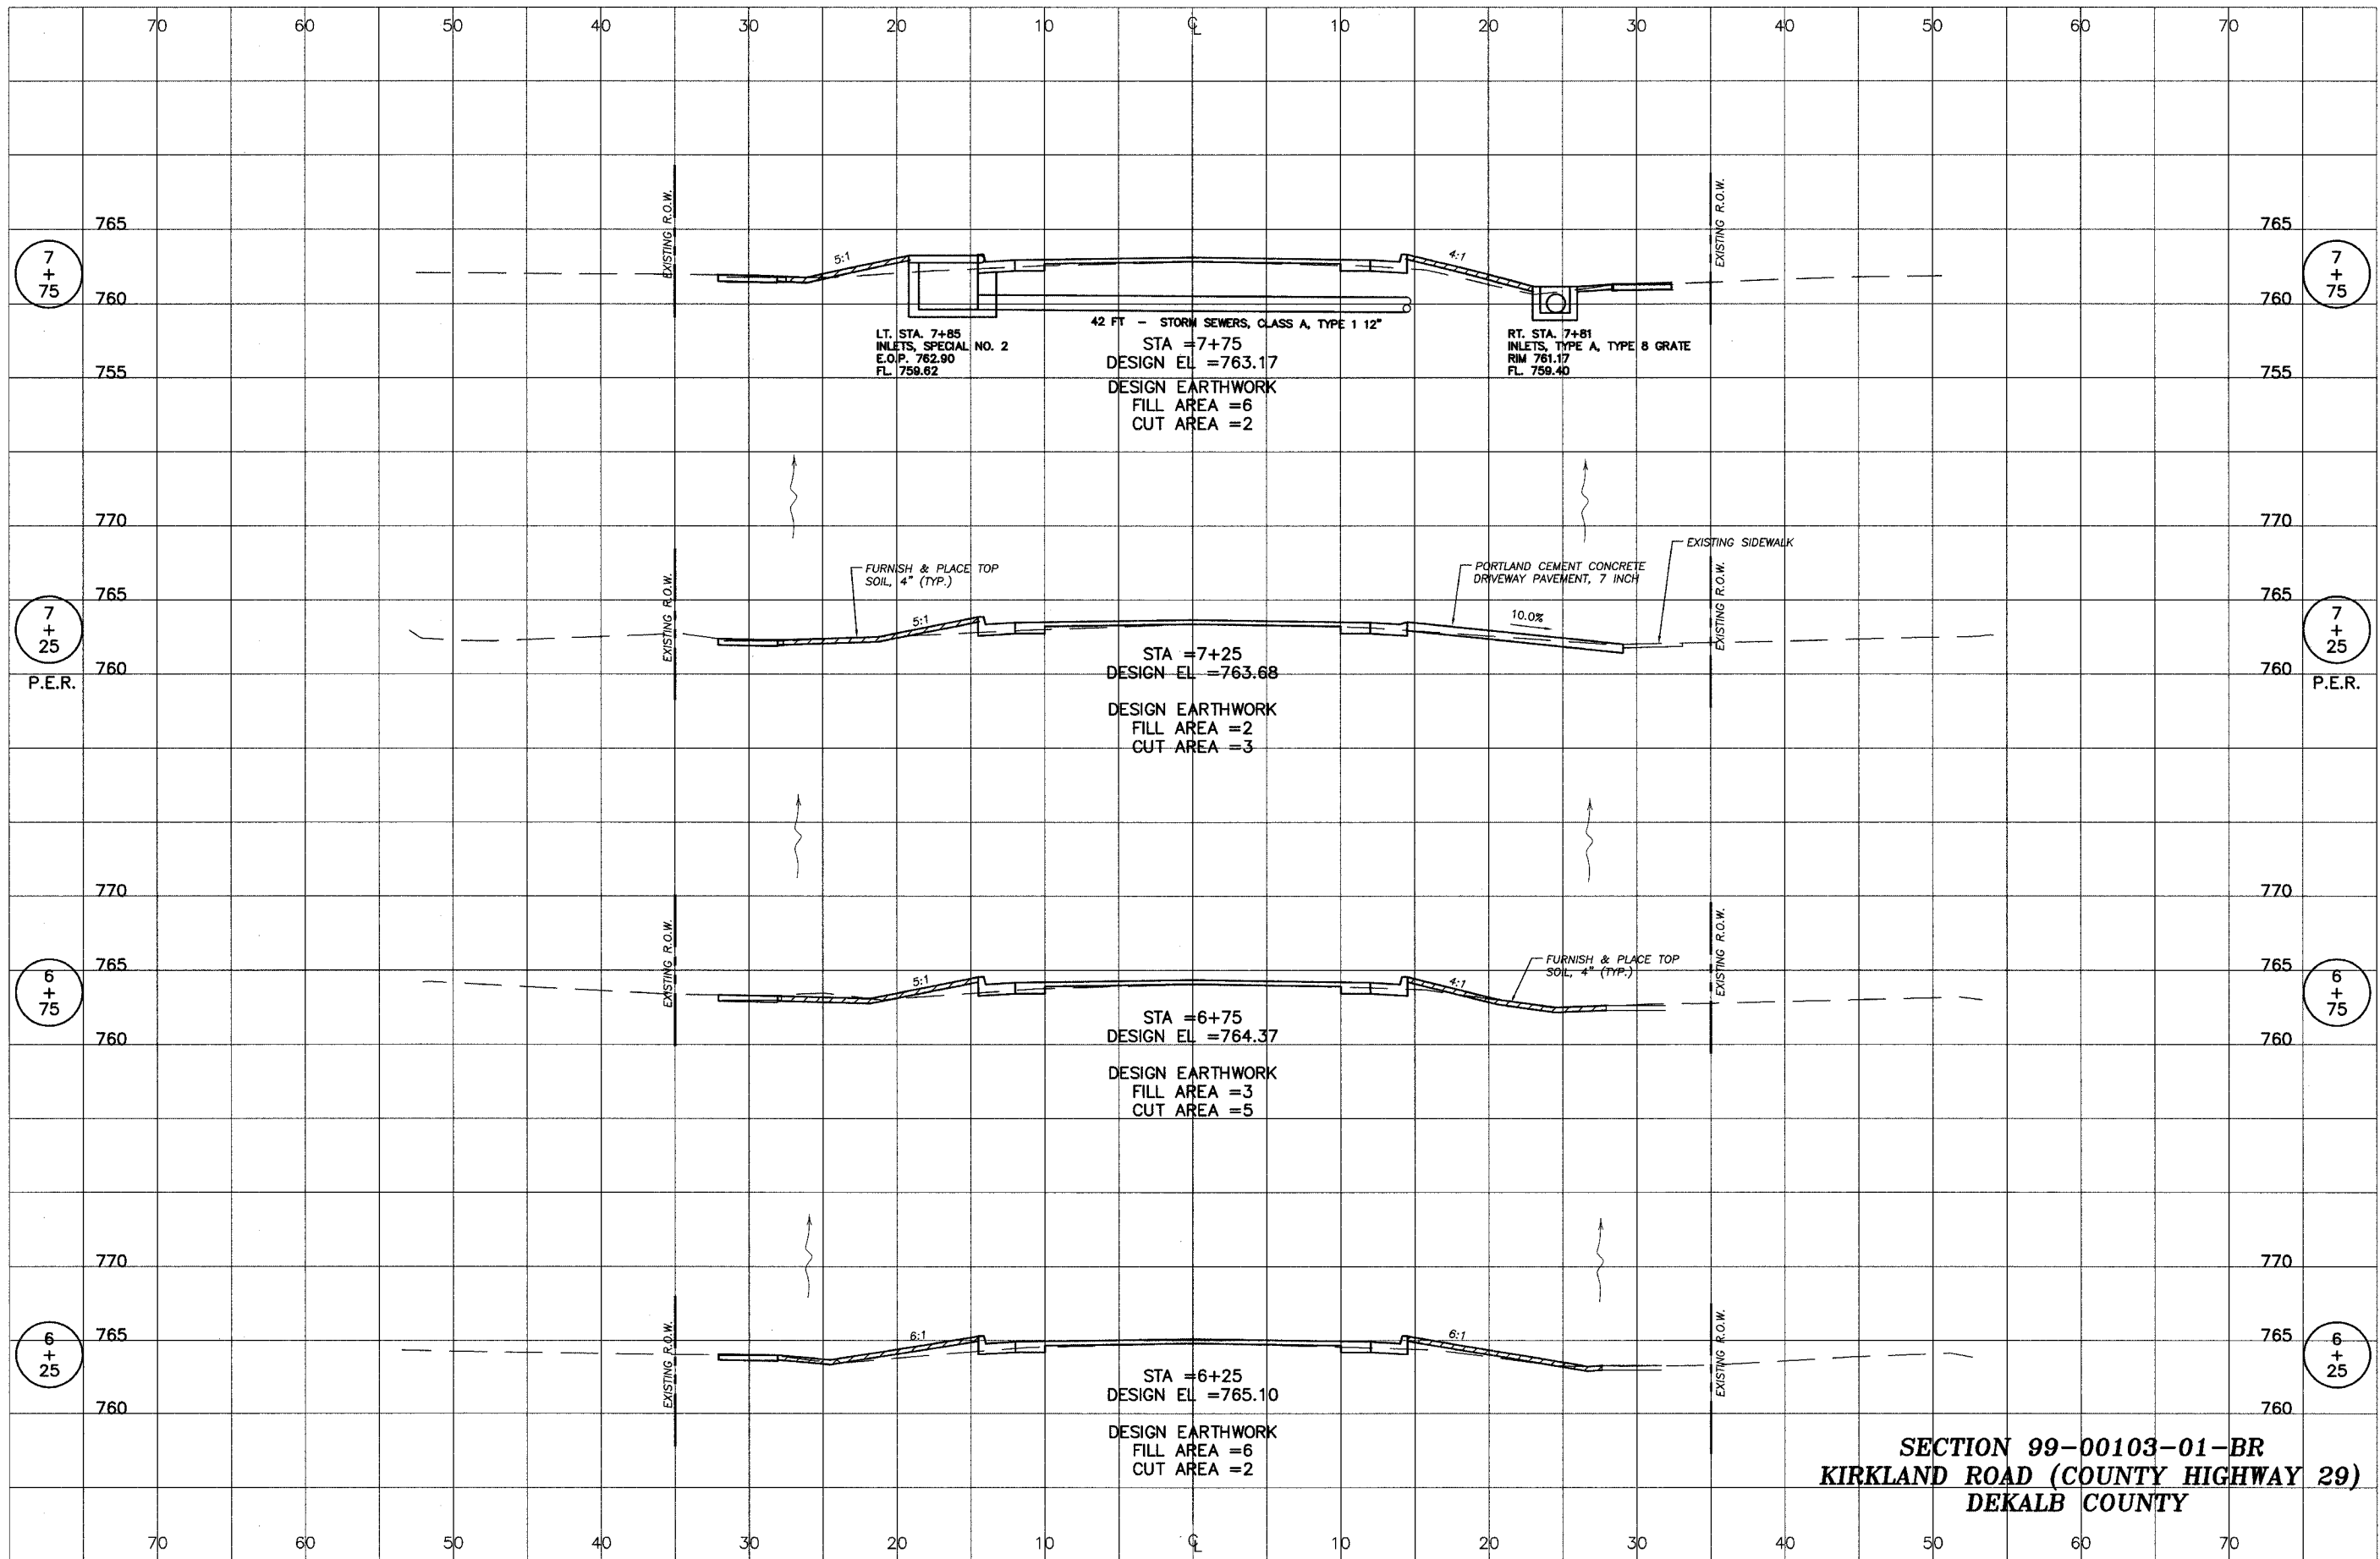 70 60 50 40 30 20 10 ℄ 10 20 30 40 50 60 70
EXISTING R.O.W.
EXISTING R.O.W.
765 765
7
+
75
7
+
75
5:1
4:1
760 760
42 FT - STORM SEWERS, CLASS A, TYPE 1 12"
LT. STA. 7+85
INLETS, SPECIAL NO. 2
E.O.P. 762.90
FL. 759.62
RT. STA. 7+81
INLETS, TYPE A, TYPE 8 GRATE
RIM 761.17
FL. 759.40
STA =7+75
DESIGN EL =763.17
755 755
DESIGN EARTHWORK
FILL AREA =6
CUT AREA =2
770 770
EXISTING SIDEWALK
FURNISH & PLACE TOP
SOIL, 4" (TYP.)
PORTLAND CEMENT CONCRETE
DRIVEWAY PAVEMENT, 7 INCH
EXISTING R.O.W.
EXISTING R.O.W.
765 765
7
+
25
P.E.R.
7
+
25
P.E.R.
5:1
10.0%
760 760
STA =7+25
DESIGN EL =763.68
DESIGN EARTHWORK
FILL AREA =2
CUT AREA =3
770 770
EXISTING R.O.W.
EXISTING R.O.W.
765 765
FURNISH & PLACE TOP
SOIL, 4" (TYP.)
6
+
75
6
+
75
5:1
4:1
760 760
STA =6+75
DESIGN EL =764.37
DESIGN EARTHWORK
FILL AREA =3
CUT AREA =5
770 770
EXISTING R.O.W.
EXISTING R.O.W.
765 765
6
+
25
6
+
25
6:1
6:1
760 760
STA =6+25
DESIGN EL =765.10
DESIGN EARTHWORK
FILL AREA =6
CUT AREA =2
SECTION 99-00103-01-BR
KIRKLAND ROAD (COUNTY HIGHWAY 29)
DEKALB COUNTY
70 60 50 40 30 20 10 ℄ 10 20 30 40 50 60 70